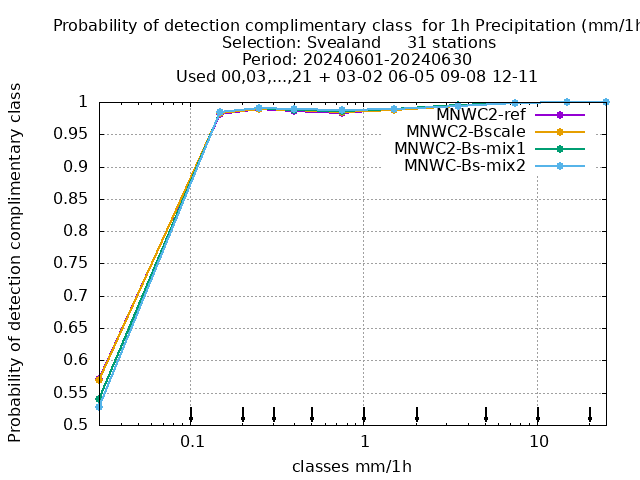 Probability of detection complimentary class  for 1h Precipitation (mm/1h
Selection: Svealand     31 stations
Period: 20240601-20240630
Used 00,03,...,21 + 03-02 06-05 09-08 12-11
Probability of detection complimentary class
1
0.95
0.9
0.85
0.8
0.75
0.7
0.65
0.6
0.55
0.5
MNWC2-ref
MNWC2-Bscale
MNWC2-Bs-mix1
MNWC-Bs-mix2
0.1 1 10
classes mm/1h